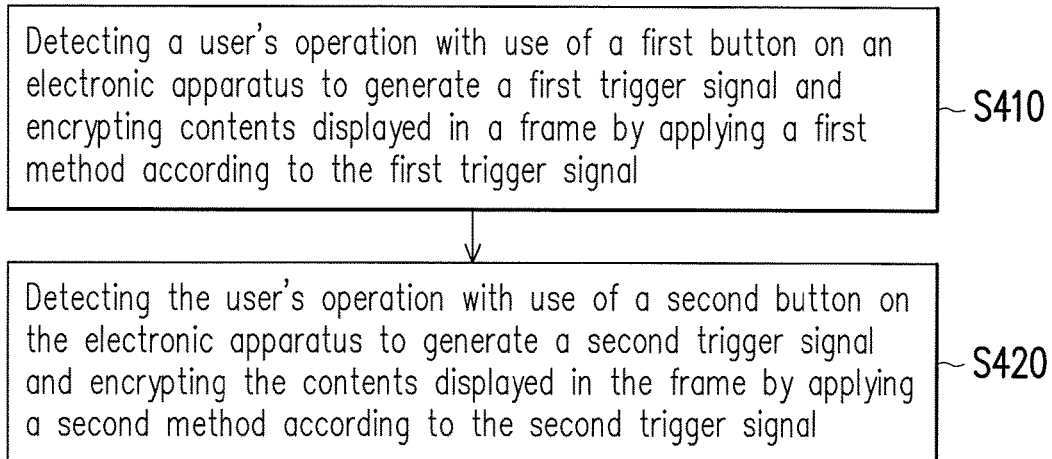 Detecting a user's operation with use of a first button on an
electronic apparatus to generate a first trigger signal and
encrypting contents displayed in a frame by applying a first
method according to the first trigger signal
S410
Detecting the user's operation with use of a second button on
the electronic apparatus to generate a second trigger signal
and encrypting the contents displayed in the frame by applying
a second method according to the second trigger signal
S420